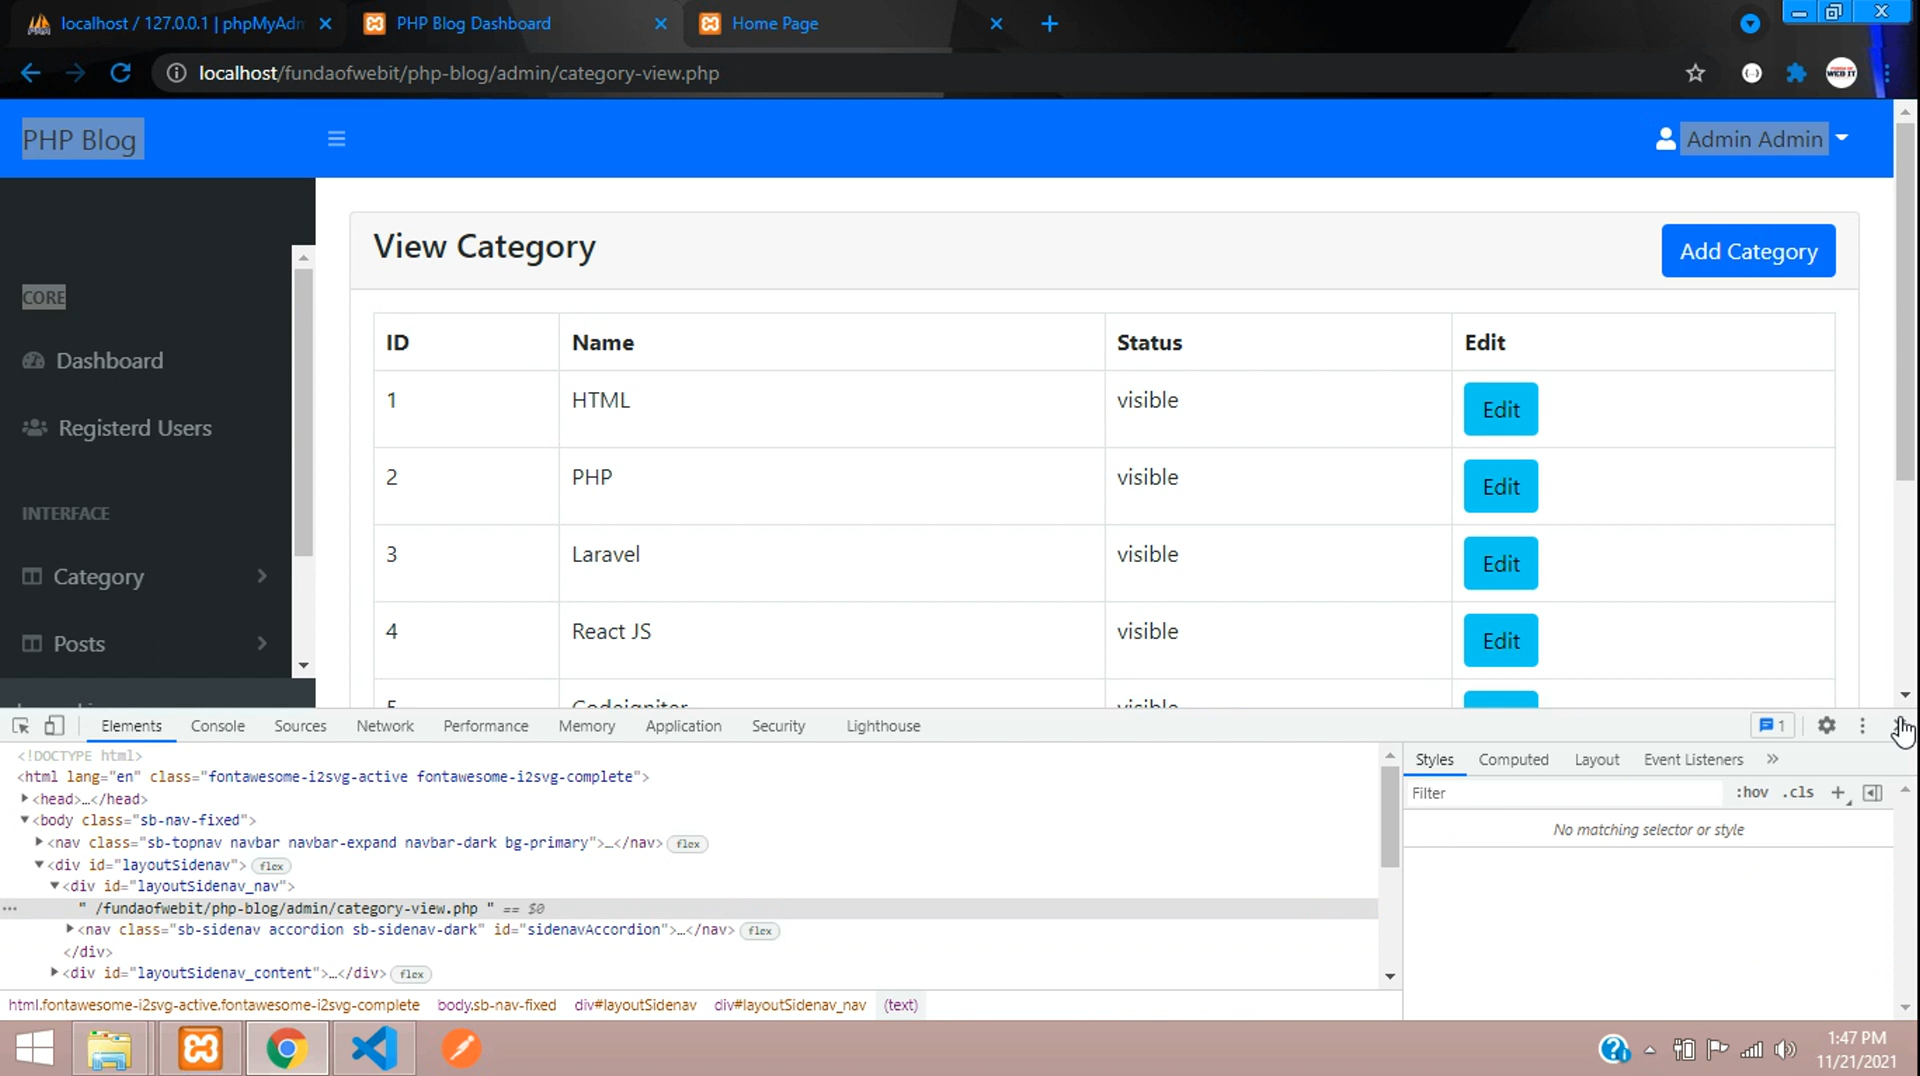 localhost / 127.0.0.1 | phpMyAdm
PHP Blog Dashboard
Home Page
localhost/fundaofwebit/php-blog/admin/category-view.php
WEB IT
PHP Blog
Admin Admin
View Category
Add Category
CORE
Dashboard
Registerd Users
INTERFACE
Category
Posts
ID Name Status Edit
1 HTML visible Edit
2 PHP visible Edit
3 Laravel visible Edit
4 React JS visible Edit
5 Codeigniter visible
Elements Console Sources Network Performance Memory Application Security Lighthouse 1
<!DOCTYPE html>
<html lang="en" class="fontawesome-i2svg-active fontawesome-i2svg-complete">
<head>…</head>
<body class="sb-nav-fixed">
<nav class="sb-topnav navbar navbar-expand navbar-dark bg-primary">…</nav> flex
<div id="layoutSidenav"> flex
<div id="layoutSidenav_nav">
" /fundaofwebit/php-blog/admin/category-view.php " == $0
<nav class="sb-sidenav accordion sb-sidenav-dark" id="sidenavAccordion">…</nav> flex
</div>
<div id="layoutSidenav_content">…</div> flex
html.fontawesome-i2svg-active.fontawesome-i2svg-complete body.sb-nav-fixed div#layoutSidenav div#layoutSidenav_nav (text)
Styles Computed Layout Event Listeners »
Filter :hov .cls +
No matching selector or style
1:47 PM
11/21/2021